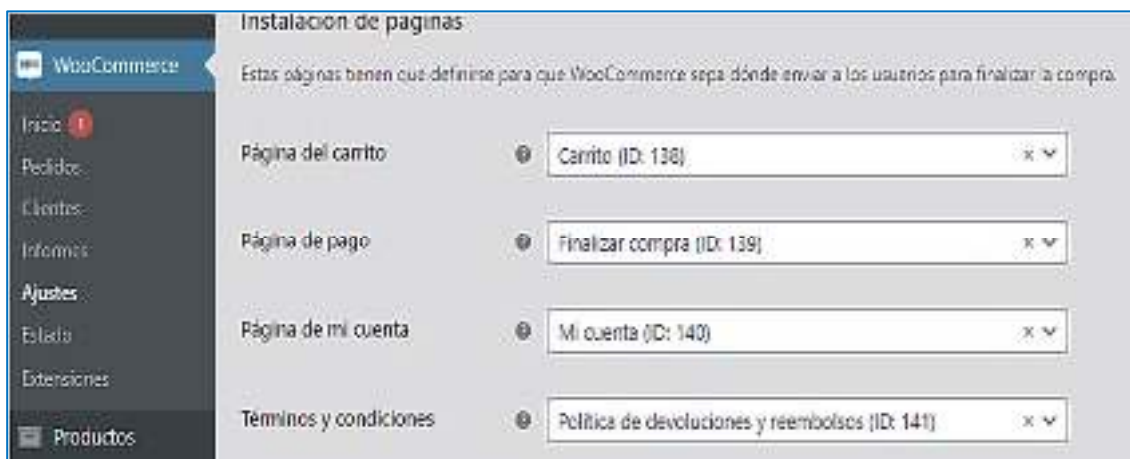 Instalación de páginas
WooCommerce
Estas páginas tienen que definirse para que WooCommerce sepa dónde enviar a los usuarios para finalizar la compra.
Inicio 1
Pedidos
Clientes
Informes
Ajustes
Estado
Extensiones
Productos
Página del carrito
Carrito (ID: 138)
Página de pago
Finalizar compra (ID: 139)
Página de mi cuenta
Mi cuenta (ID: 140)
Términos y condiciones
Política de devoluciones y reembolsos (ID: 141)